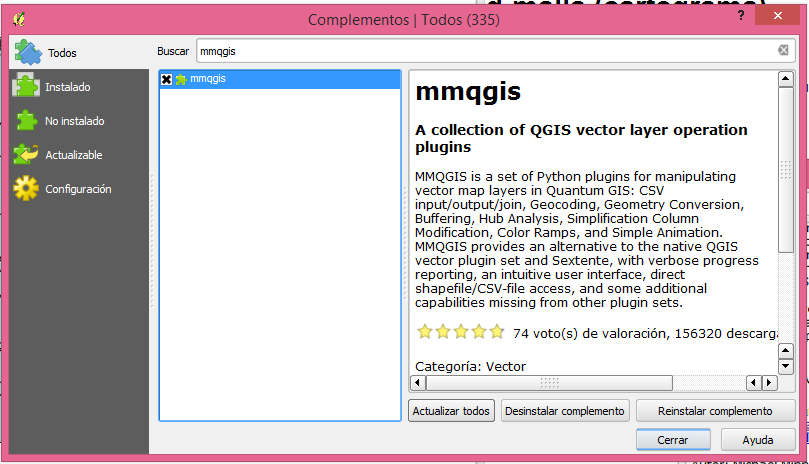 Complementos | Todos (335)
Todos
Instalado
No instalado
Actualizable
Configuración
Buscar
mmqgis
mmqgis
mmqgis
A collection of QGIS vector layer operation
plugins
MMQGIS is a set of Python plugins for manipulating
vector map layers in Quantum GIS: CSV
input/output/join, Geocoding, Geometry Conversion,
Buffering, Hub Analysis, Simplification Column
Modification, Color Ramps, and Simple Animation.
MMQGIS provides an alternative to the native QGIS
vector plugin set and Sextente, with verbose progress
reporting, an intuitive user interface, direct
shapefile/CSV-file access, and some additional
capabilities missing from other plugin sets.
74 voto(s) de valoración, 156320 descarga
Categoría: Vector
Actualizar todos
Desinstalar complemento
Reinstalar complemento
Cerrar
Ayuda